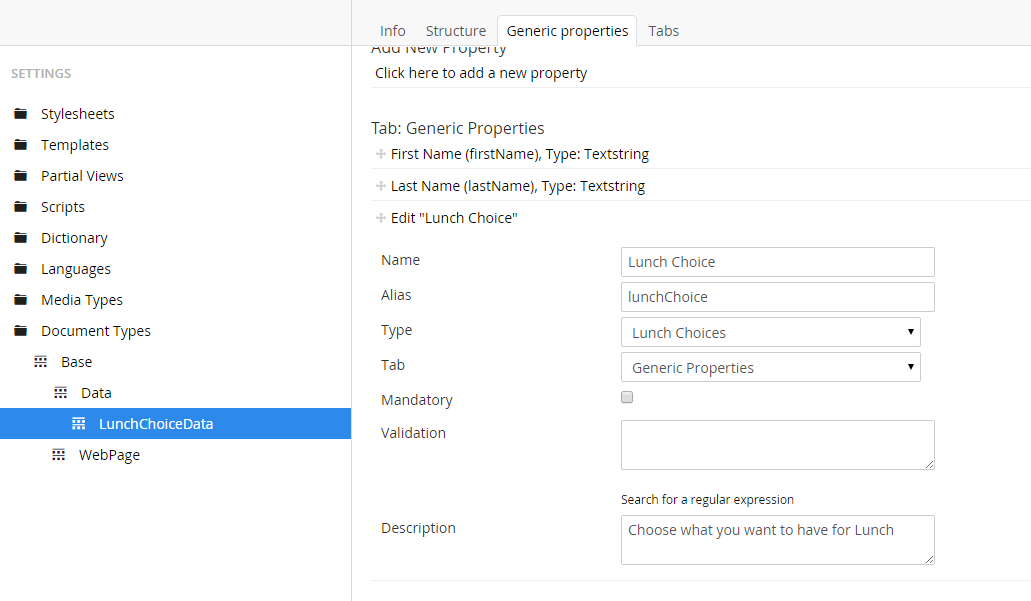 Info Structure Generic properties Tabs
SETTINGS
Stylesheets
Templates
Partial Views
Scripts
Dictionary
Languages
Media Types
Document Types
Base
Data
LunchChoiceData
WebPage
Add New Property
Click here to add a new property
Tab: Generic Properties
First Name (firstName), Type: Textstring
Last Name (lastName), Type: Textstring
Edit "Lunch Choice"
Name Lunch Choice
Alias lunchChoice
Type Lunch Choices
Tab Generic Properties
Mandatory
Validation
Search for a regular expression
Description Choose what you want to have for Lunch